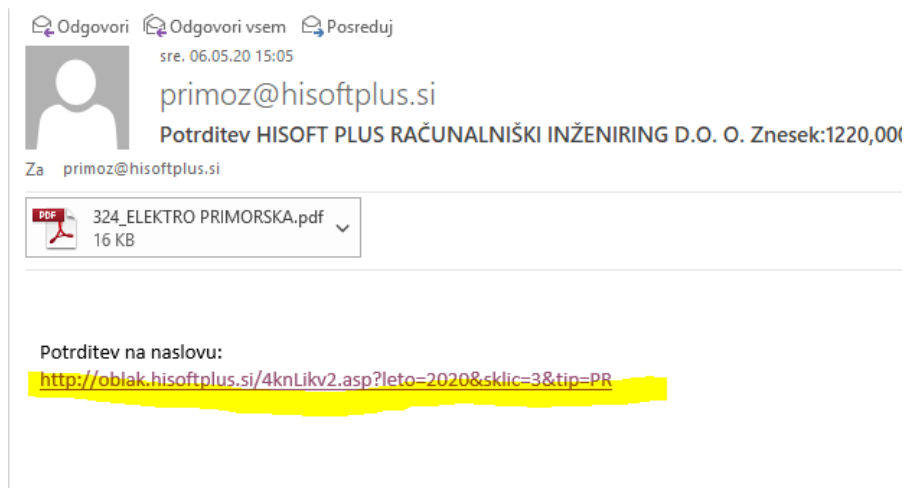 Odgovori Odgovori vsem Posreduj
sre. 06.05.20 15:05
primoz@hisoftplus.si
Potrditev HISOFT PLUS RAČUNALNIŠKI INŽENIRING D.O. O. Znesek:1220,000
Za primoz@hisoftplus.si
PDF 324_ELEKTRO PRIMORSKA.pdf
16 KB
Potrditev na naslovu:
http://oblak.hisoftplus.si/4knLikv2.asp?leto=2020&sklic=3&tip=PR